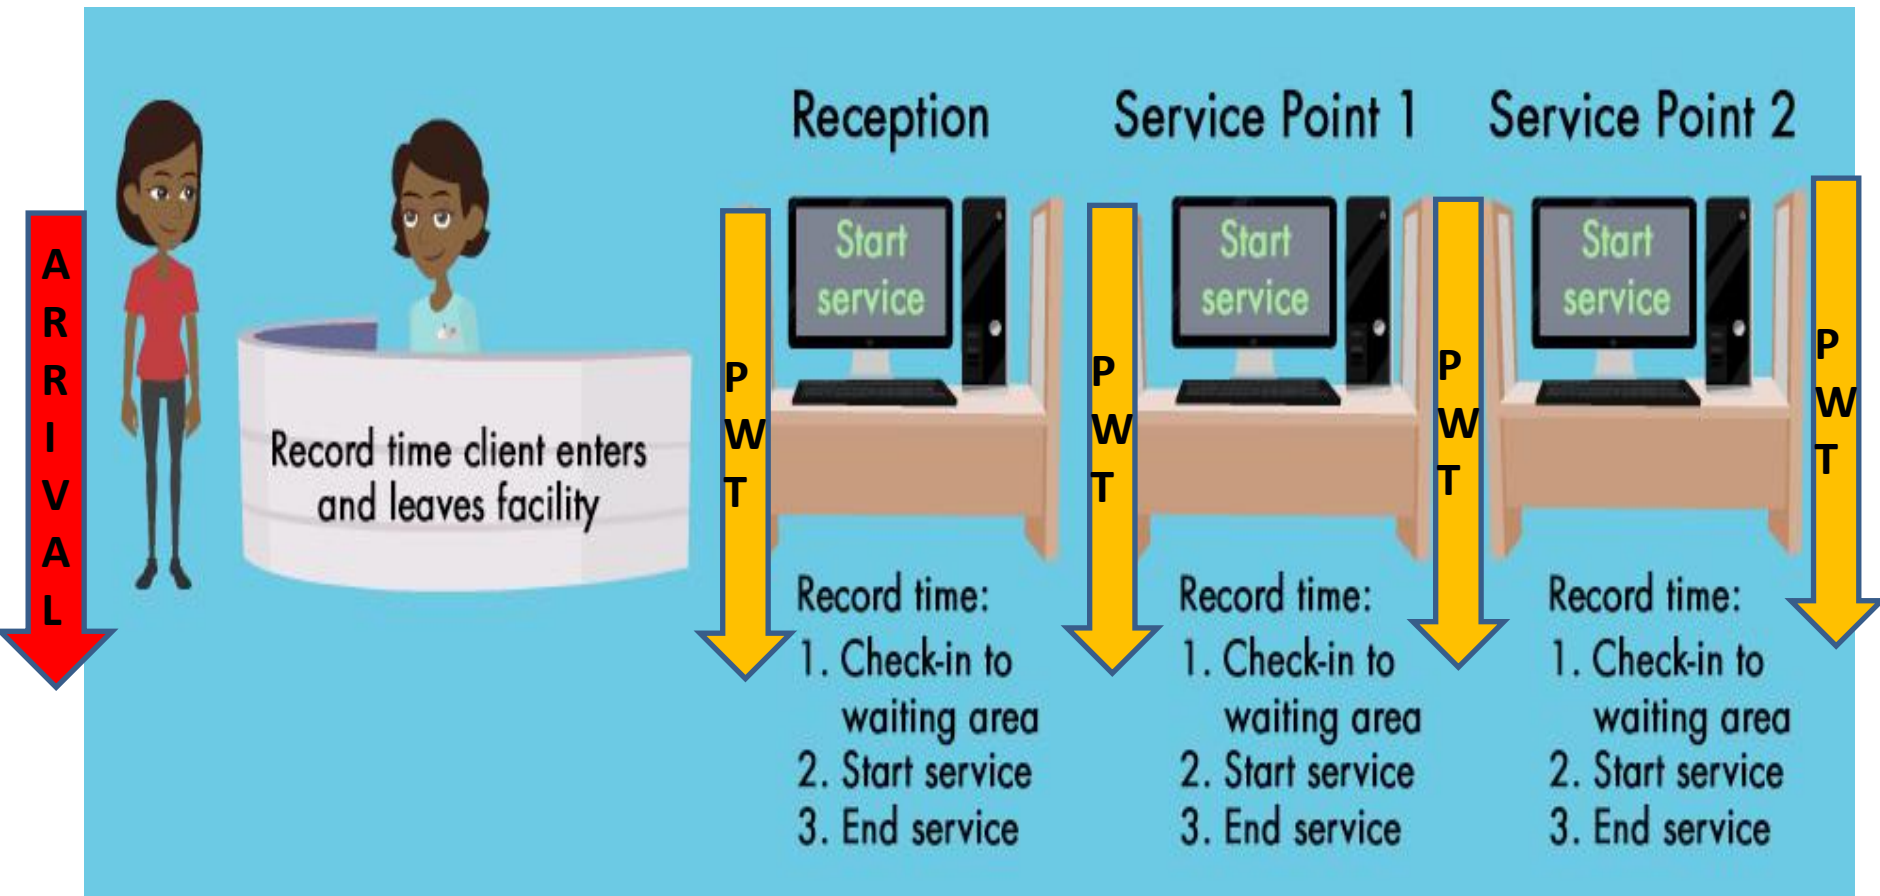 A
R
R
I
V
A
L
Record time client enters
and leaves facility
P
W
T
Reception
Start
service
Record time:
1. Check-in to
waiting area
2. Start service
3. End service
P
W
T
Service Point 1
Start
service
Record time:
1. Check-in to
waiting area
2. Start service
3. End service
P
W
T
Service Point 2
Start
service
Record time:
1. Check-in to
waiting area
2. Start service
3. End service
P
W
T